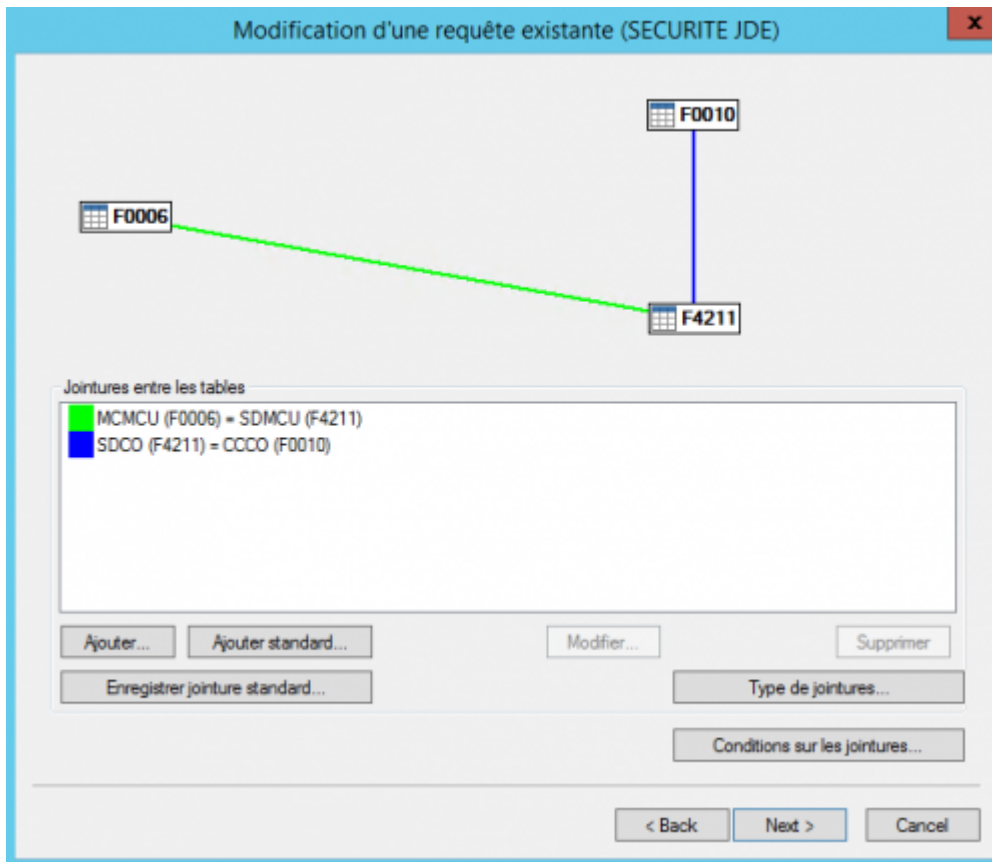 Modification d'une requête existante (SECURITE JDE)
x
F0010
F0006
F4211
Jointures entre les tables
MCMCU (F0006) = SDMCU (F4211)
SDCO (F4211) = CCCO (F0010)
Ajouter... Ajouter standard... Modifier... Supprimer
Enregistrer jointure standard... Type de jointures...
Conditions sur les jointures...
< Back Next > Cancel